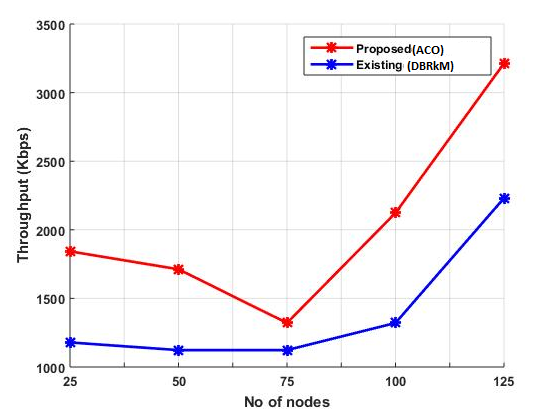 3500
3000
2500
2000
1500
1000
Throughput (Kbps)
Proposed(ACO)
Existing (DBRkM)
25 50 75 100 125
No of nodes